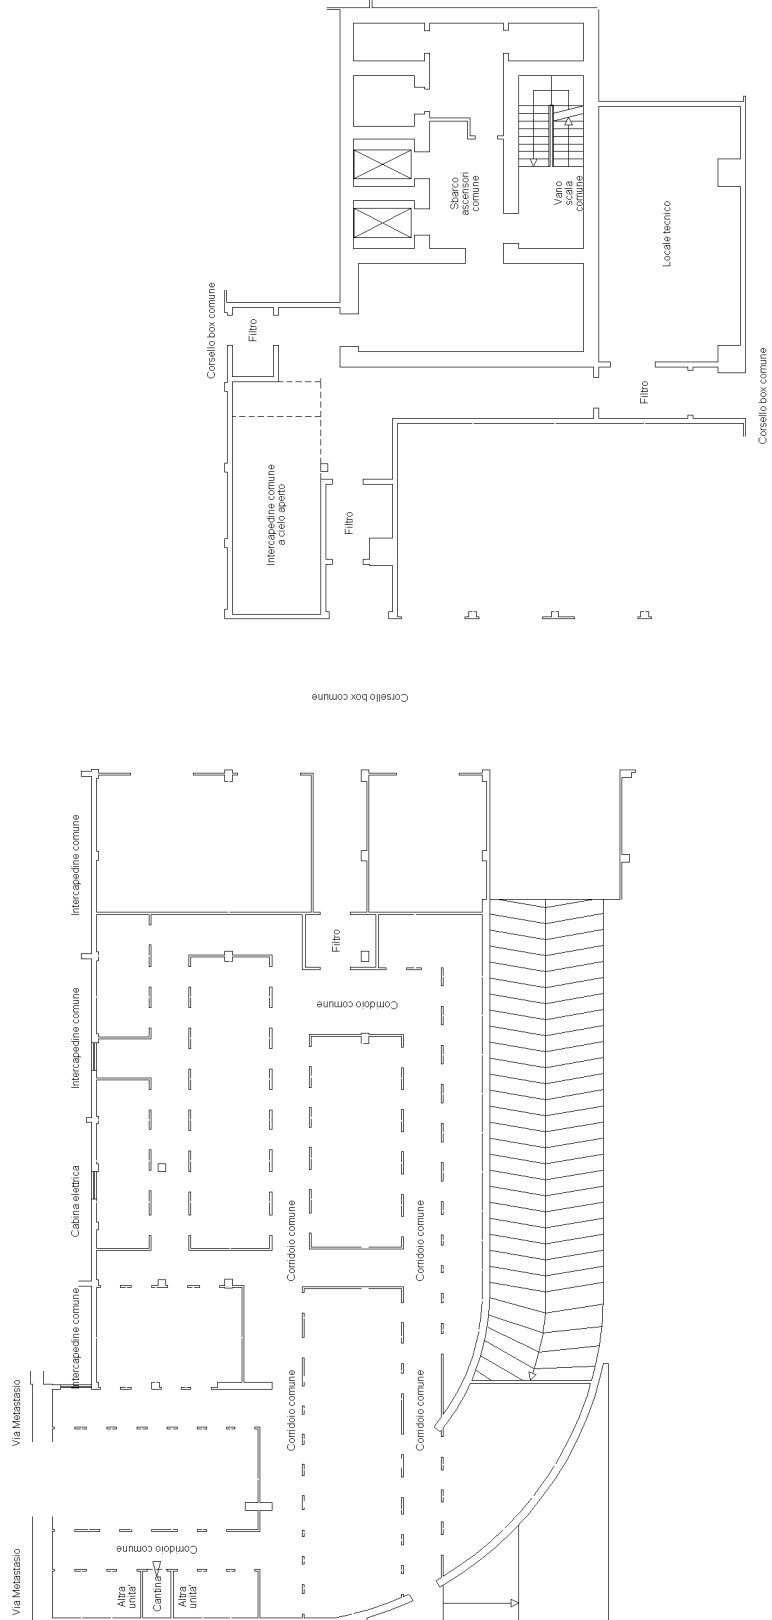 Sbarco
ascensori
comune
Vano
scala
comune
Locale tecnico
Corsello box comune
Filtro
Filtro
Corsello box comune
Intercapedine comune
a cielo aperto
Filtro
Corsello box comune
Intercapedine comune
Filtro
Corridoio comune
Intercapedine comune
Cabina elettrica
Corridoio comune
Corridoio comune
Intercapedine comune
Via Metastasio
Corridoio comune
Corridoio comune
Via Metastasio
Corridoio comune
Altra
unita'
Cantina
Altra
unita'